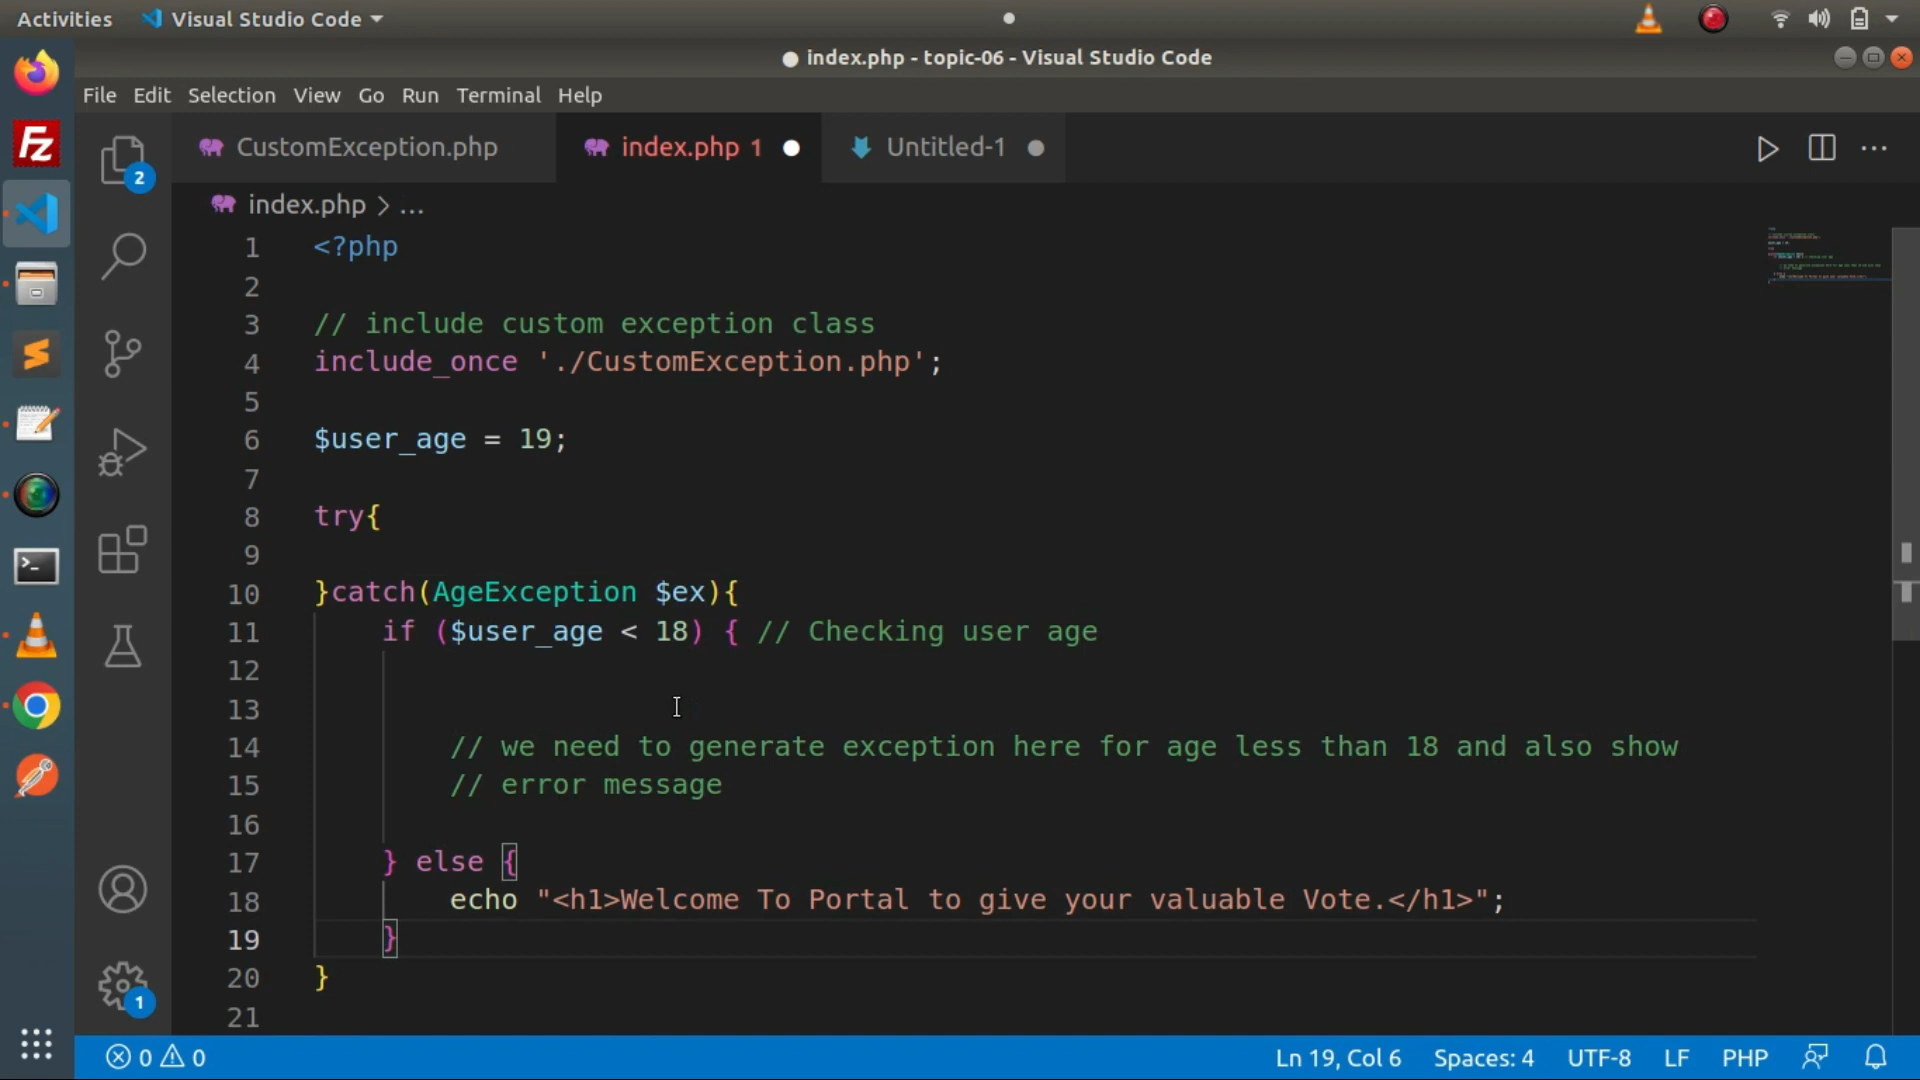 Activities Visual Studio Code
index.php - topic-06 - Visual Studio Code
File Edit Selection View Go Run Terminal Help
CustomException.php index.php 1 Untitled-1
2
index.php > ...
1 <?php
2
3 // include custom exception class
4 include_once './CustomException.php';
5
6 $user_age = 19;
7
8 try{
9
10 }catch(AgeException $ex){
11 if ($user_age < 18) { // Checking user age
12
13
14 // we need to generate exception here for age less than 18 and also show
15 // error message
16
17 } else {
18 echo "<h1>Welcome To Portal to give your valuable Vote.</h1>";
19 }
20 }
21
1
0 0 Ln 19, Col 6 Spaces: 4 UTF-8 LF PHP